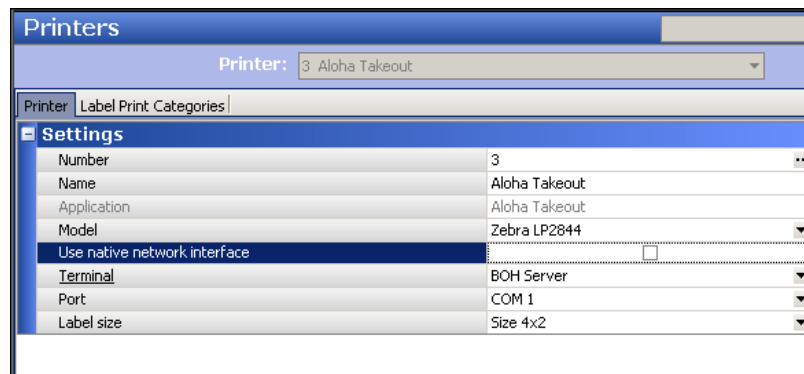 Printers
Printer: 3 Aloha Takeout
Printer Label Print Categories
Settings
Number 3
Name Aloha Takeout
Application Aloha Takeout
Model Zebra LP2844
Use native network interface
Terminal BOH Server
Port COM 1
Label size Size 4x2